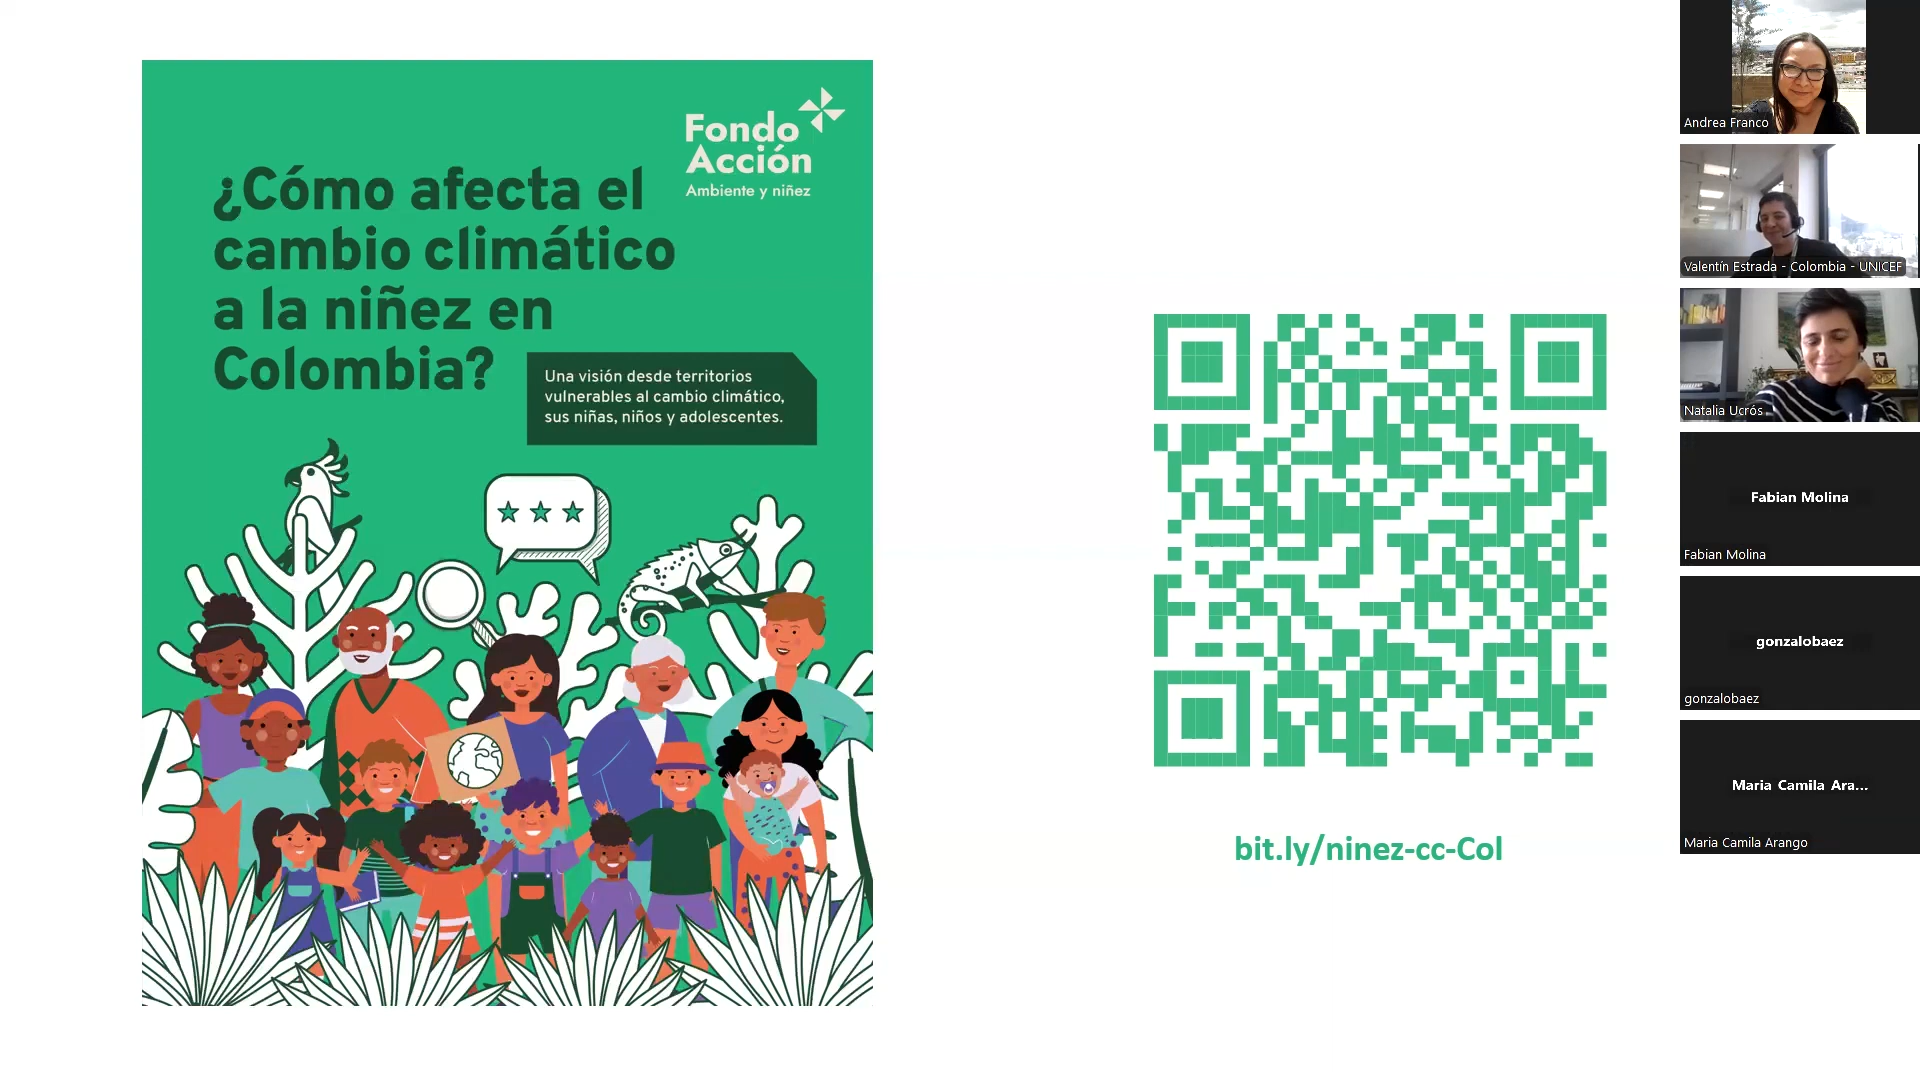 Fondo
Acción
Ambiente y niñez
¿Cómo afecta el
cambio climático
a la niñez en
Colombia?
Una visión desde territorios
vulnerables al cambio climático,
sus niñas, niños y adolescentes.
bit.ly/ninez-cc-Col
Andrea Franco
Valentín Estrada - Colombia - UNICEF
Natalia Ucrós
Fabian Molina
Fabian Molina
gonzalobaez
gonzalobaez
Maria Camila Ara...
Maria Camila Arango